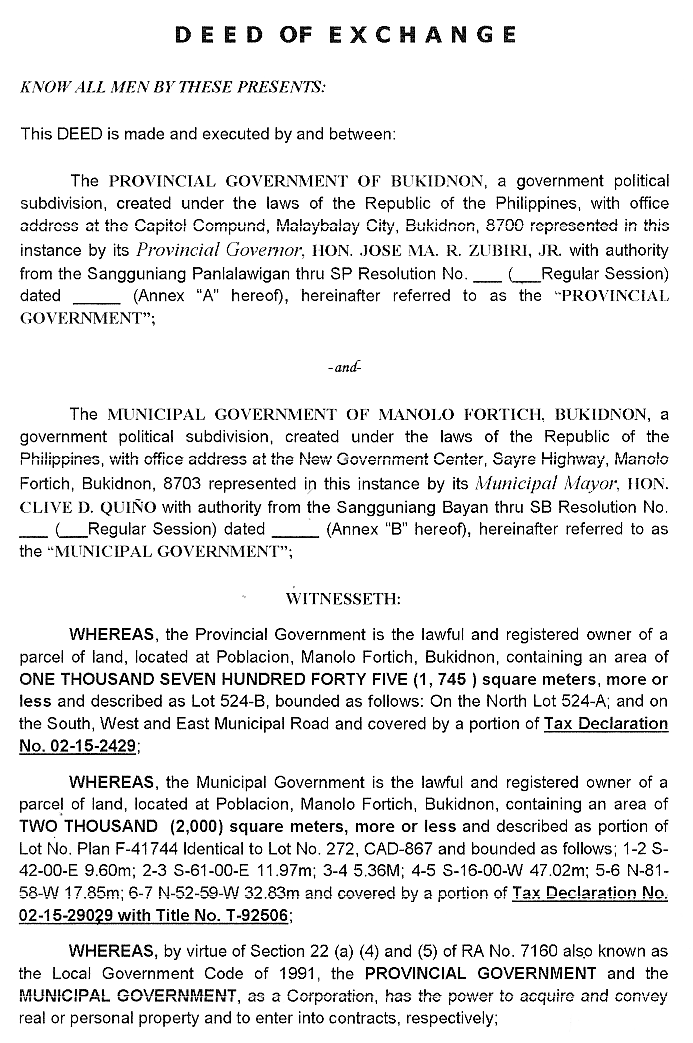 DEED OF EXCHANGE
KNOW ALL MEN BY THESE PRESENTS:
This DEED is made and executed by and between:
The PROVINCIAL GOVERNMENT OF BUKIDNON, a government political
subdivision, created under the laws of the Republic of the Philippines, with office
address at the Capitol Compund, Malaybalay City, Bukidnon, 8700 represented in this
instance by its Provincial Governor, HON. JOSE MA. R. ZUBIRI, JR. with authority
from the Sangguniang Panlalawigan thru SP Resolution No. ___ (___Regular Session)
dated _____ (Annex "A" hereof), hereinafter referred to as the "PROVINCIAL
GOVERNMENT";
-and-
The MUNICIPAL GOVERNMENT OF MANOLO FORTICH, BUKIDNON, a
government political subdivision, created under the laws of the Republic of the
Philippines, with office address at the New Government Center, Sayre Highway, Manolo
Fortich, Bukidnon, 8703 represented in this instance by its Municipal Mayor, HON.
CLIVE D. QUIÑO with authority from the Sangguniang Bayan thru SB Resolution No.
___ (___Regular Session) dated _____ (Annex "B" hereof), hereinafter referred to as
the "MUNICIPAL GOVERNMENT";
WITNESSETH:
WHEREAS, the Provincial Government is the lawful and registered owner of a
parcel of land, located at Poblacion, Manolo Fortich, Bukidnon, containing an area of
ONE THOUSAND SEVEN HUNDRED FORTY FIVE (1, 745 ) square meters, more or
less and described as Lot 524-B, bounded as follows: On the North Lot 524-A; and on
the South, West and East Municipal Road and covered by a portion of Tax Declaration
No. 02-15-2429;
WHEREAS, the Municipal Government is the lawful and registered owner of a
parcel of land, located at Poblacion, Manolo Fortich, Bukidnon, containing an area of
TWO THOUSAND (2,000) square meters, more or less and described as portion of
Lot No. Plan F-41744 Identical to Lot No. 272, CAD-867 and bounded as follows; 1-2 S-
42-00-E 9.60m; 2-3 S-61-00-E 11.97m; 3-4 5.36M; 4-5 S-16-00-W 47.02m; 5-6 N-81-
58-W 17.85m; 6-7 N-52-59-W 32.83m and covered by a portion of Tax Declaration No.
02-15-29029 with Title No. T-92506;
WHEREAS, by virtue of Section 22 (a) (4) and (5) of RA No. 7160 also known as
the Local Government Code of 1991, the PROVINCIAL GOVERNMENT and the
MUNICIPAL GOVERNMENT, as a Corporation, has the power to acquire and convey
real or personal property and to enter into contracts, respectively;